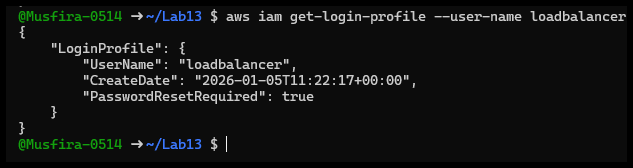 @Musfira-0514 ➜~/Lab13 $ aws iam get-login-profile --user-name loadbalancer
{
    "LoginProfile": {
        "UserName": "loadbalancer",
        "CreateDate": "2026-01-05T11:22:17+00:00",
        "PasswordResetRequired": true
    }
}
@Musfira-0514 ➜~/Lab13 $